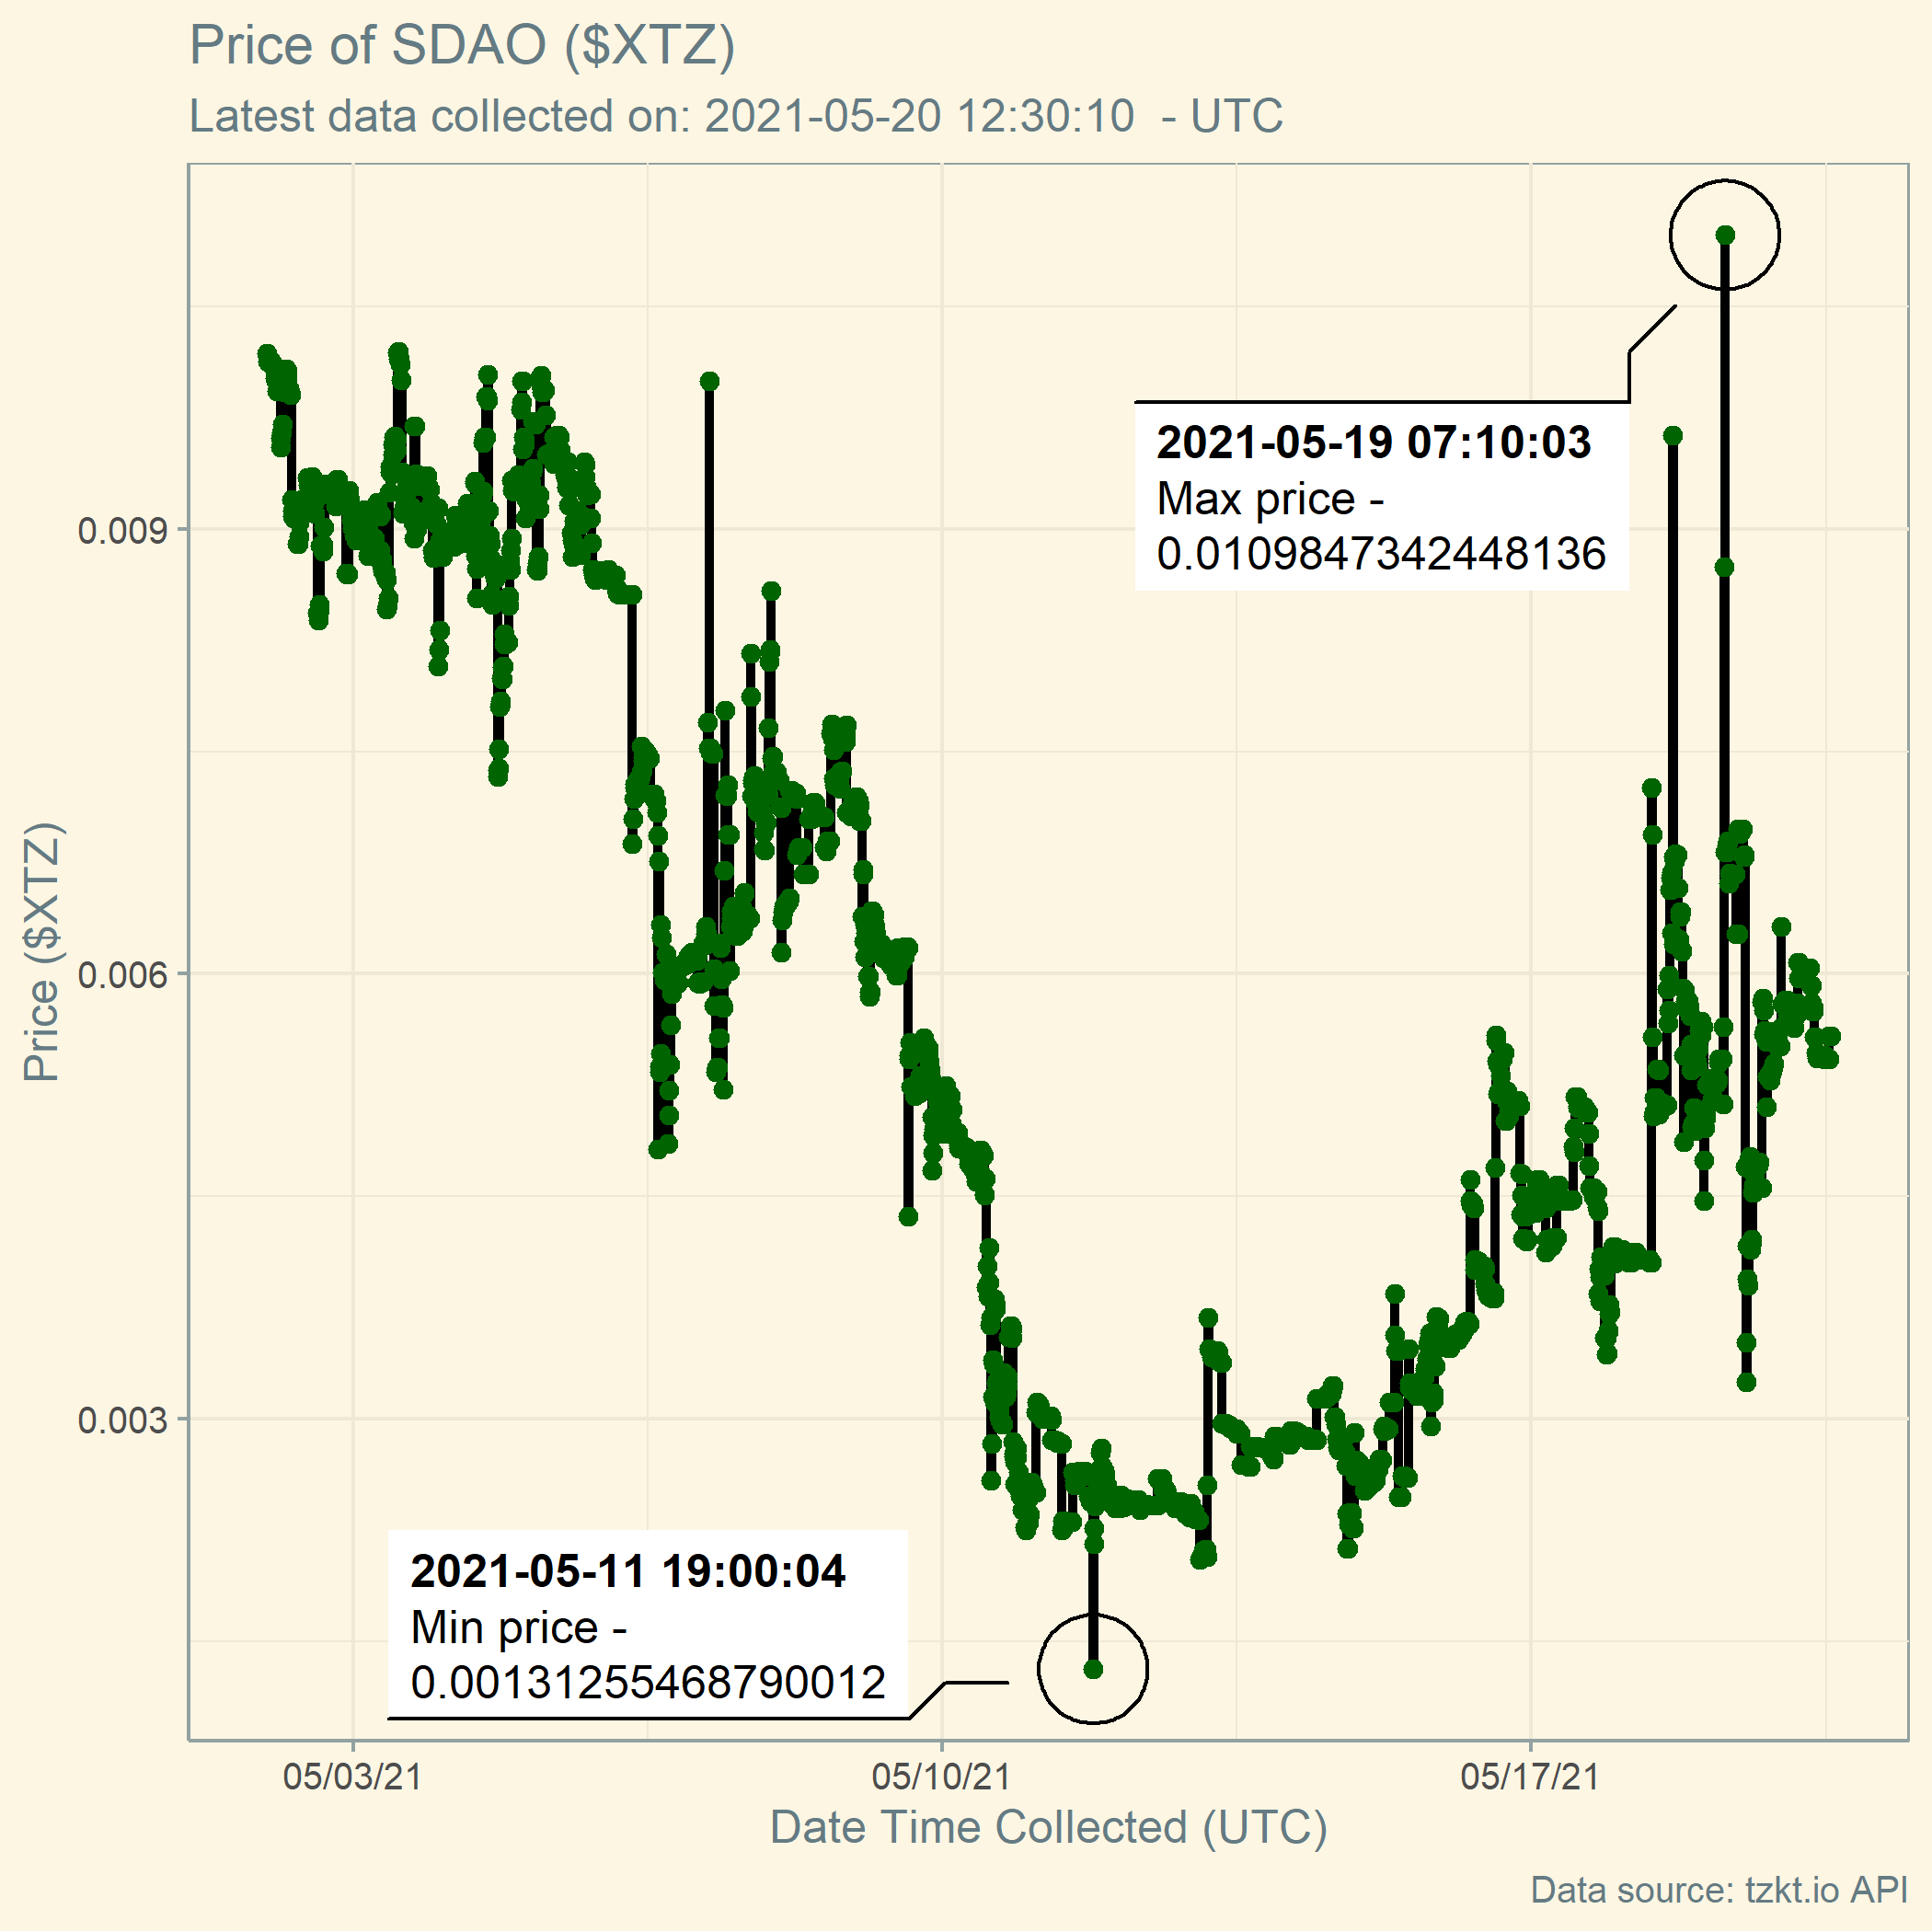 Price of SDAO ($XTZ)
Latest data collected on: 2021-05-20 12:30:10  - UTC
2021-05-19 07:10:03
Max price -
0.0109847342448136
0.009
0.006
0.003
Price ($XTZ)
2021-05-11 19:00:04
Min price -
0.00131255468790012
05/03/21
05/10/21
05/17/21
Date Time Collected (UTC)
Data source: tzkt.io API